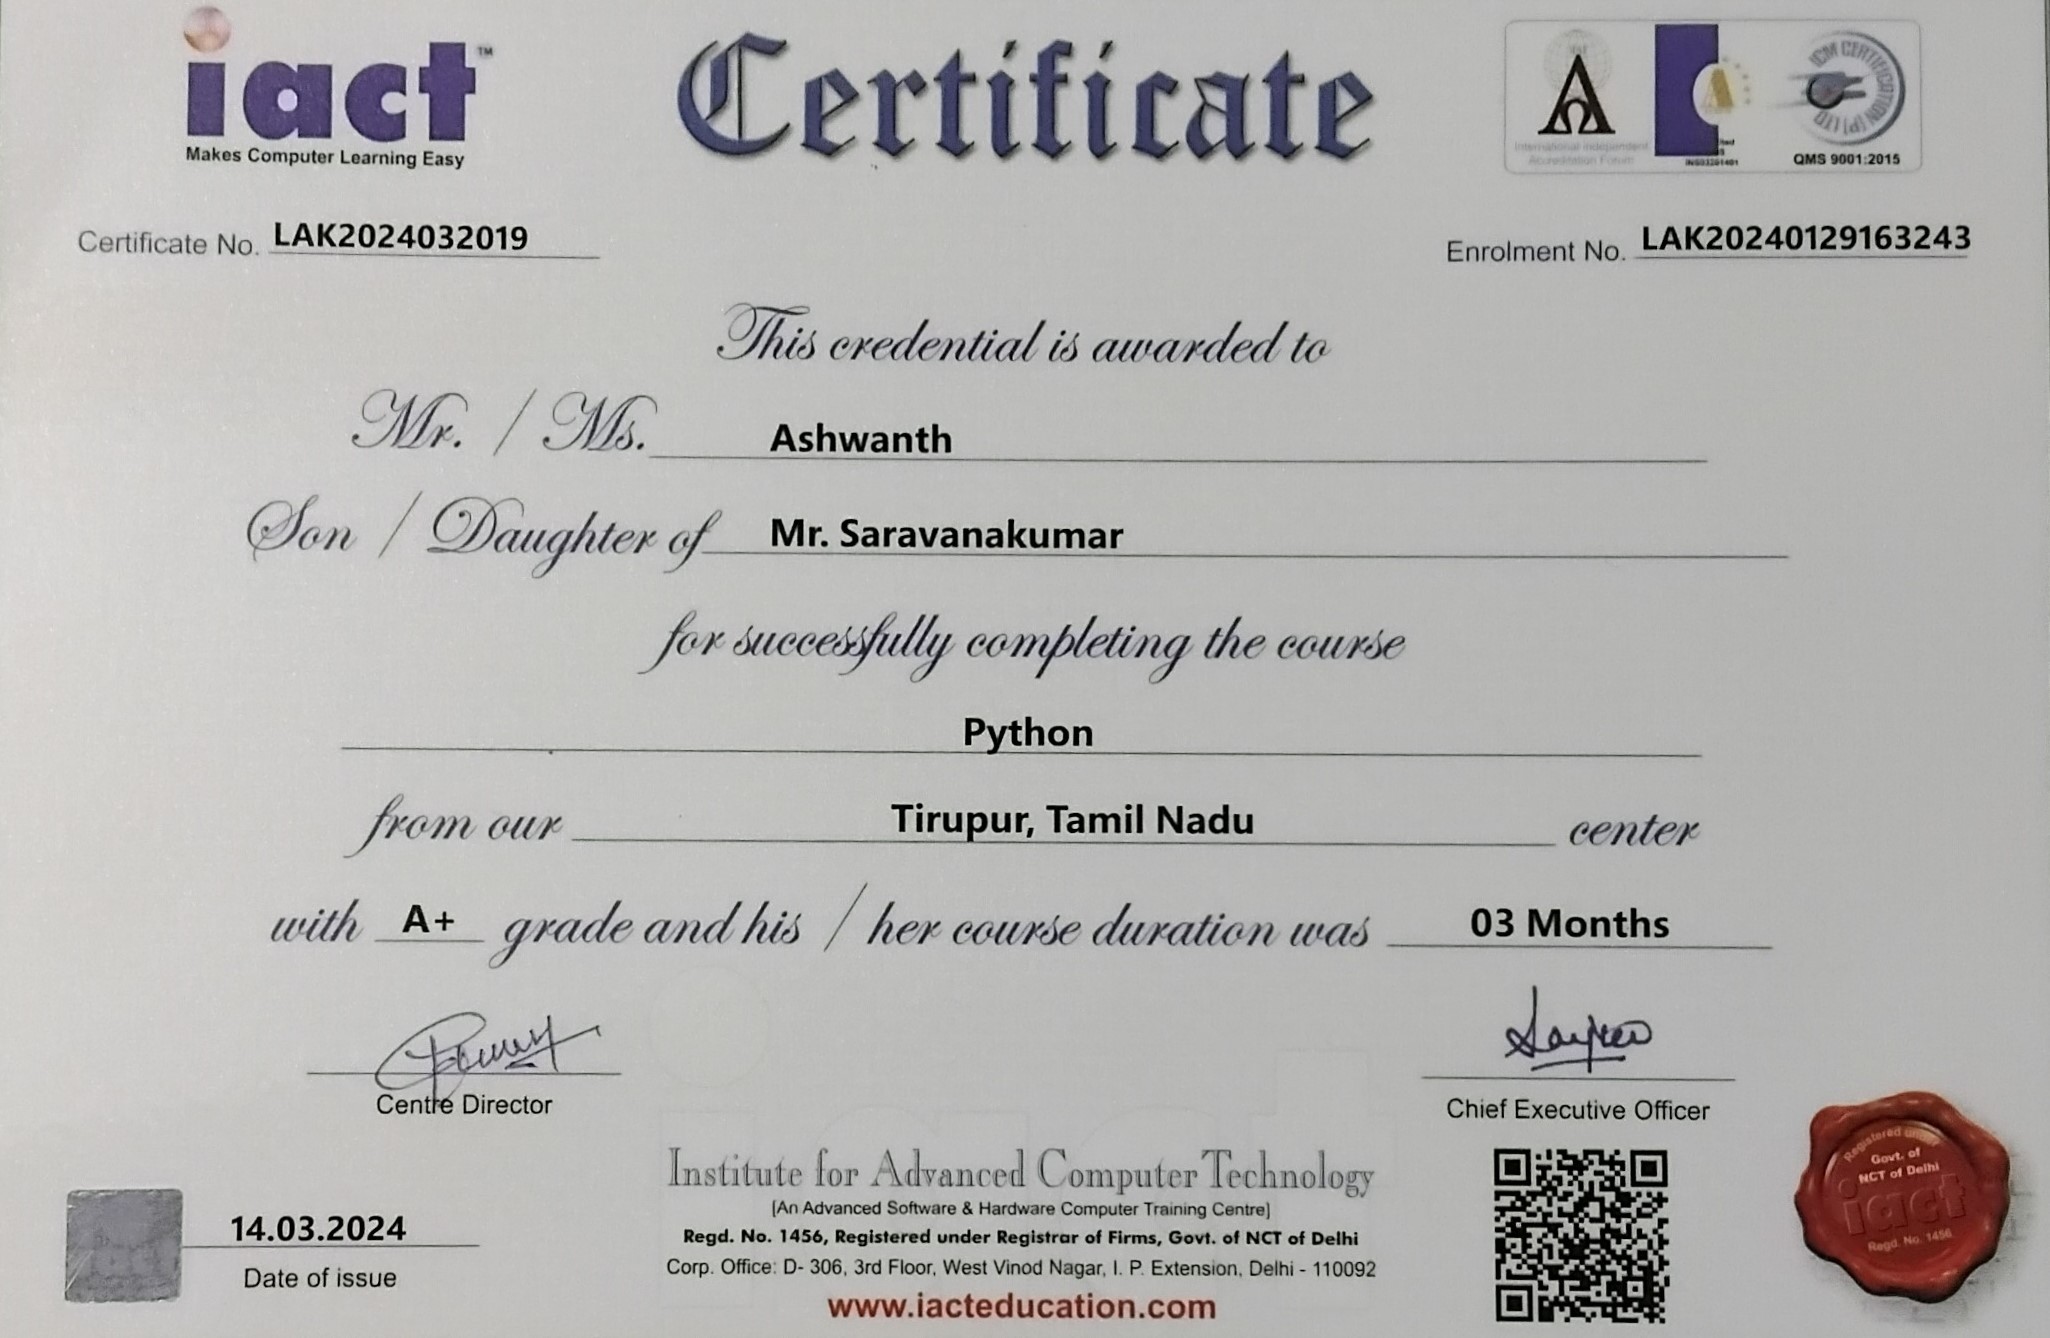 iact™
Makes Computer Learning Easy
Certificate
IAF
International Independent
Accreditation Forum
ICM CERTIFICATION (P) LTD
QMS 9001:2015
Certificate No. LAK2024032019
Enrolment No. LAK20240129163243
This credential is awarded to
Mr. / Ms. Ashwanth
Son / Daughter of Mr. Saravanakumar
for successfully completing the course
Python
from our Tirupur, Tamil Nadu center
with A+ grade and his / her course duration was 03 Months
Centre Director
Chief Executive Officer
Institute for Advanced Computer Technology
(An Advanced Software & Hardware Computer Training Centre)
Regd. No. 1456, Registered under Registrar of Firms, Govt. of NCT of Delhi
Corp. Office: D- 306, 3rd Floor, West Vinod Nagar, I. P. Extension, Delhi - 110092
www.iacteducation.com
14.03.2024
Date of issue
Registered under
Govt. of
NCT of Delhi
iact
Regd. No. 1456